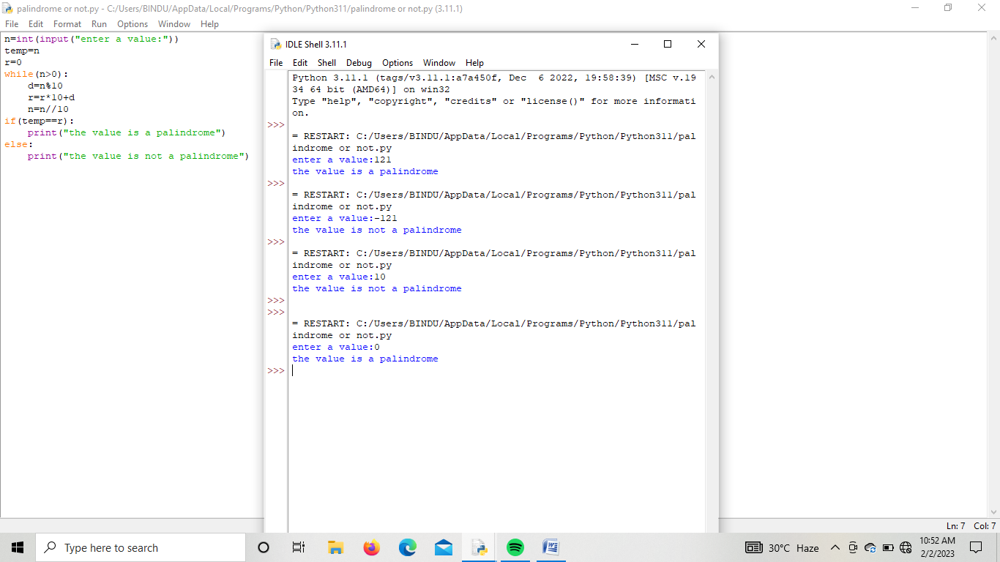 palindrome or not.py - C:/Users/BINDU/AppData/Local/Programs/Python/Python311/palindrome or not.py (3.11.1)
File Edit Format Run Options Window Help
n=int(input("enter a value:"))
temp=n
r=0
while(n>0):
    d=n%10
    r=r*10+d
    n=n//10
if(temp==r):
    print("the value is a palindrome")
else:
    print("the value is not a palindrome")
IDLE Shell 3.11.1
File Edit Shell Debug Options Window Help
Python 3.11.1 (tags/v3.11.1:a7a450f, Dec  6 2022, 19:58:39) [MSC v.19
34 64 bit (AMD64)] on win32
Type "help", "copyright", "credits" or "license()" for more informati
on.
>>>
= RESTART: C:/Users/BINDU/AppData/Local/Programs/Python/Python311/pal
indrome or not.py
enter a value:121
the value is a palindrome
>>>
= RESTART: C:/Users/BINDU/AppData/Local/Programs/Python/Python311/pal
indrome or not.py
enter a value:-121
the value is not a palindrome
>>>
= RESTART: C:/Users/BINDU/AppData/Local/Programs/Python/Python311/pal
indrome or not.py
enter a value:10
the value is not a palindrome
>>>
>>>
= RESTART: C:/Users/BINDU/AppData/Local/Programs/Python/Python311/pal
indrome or not.py
enter a value:0
the value is a palindrome
>>>
Ln: 7 Col: 7
Type here to search
30°C Haze
10:52 AM
2/2/2023